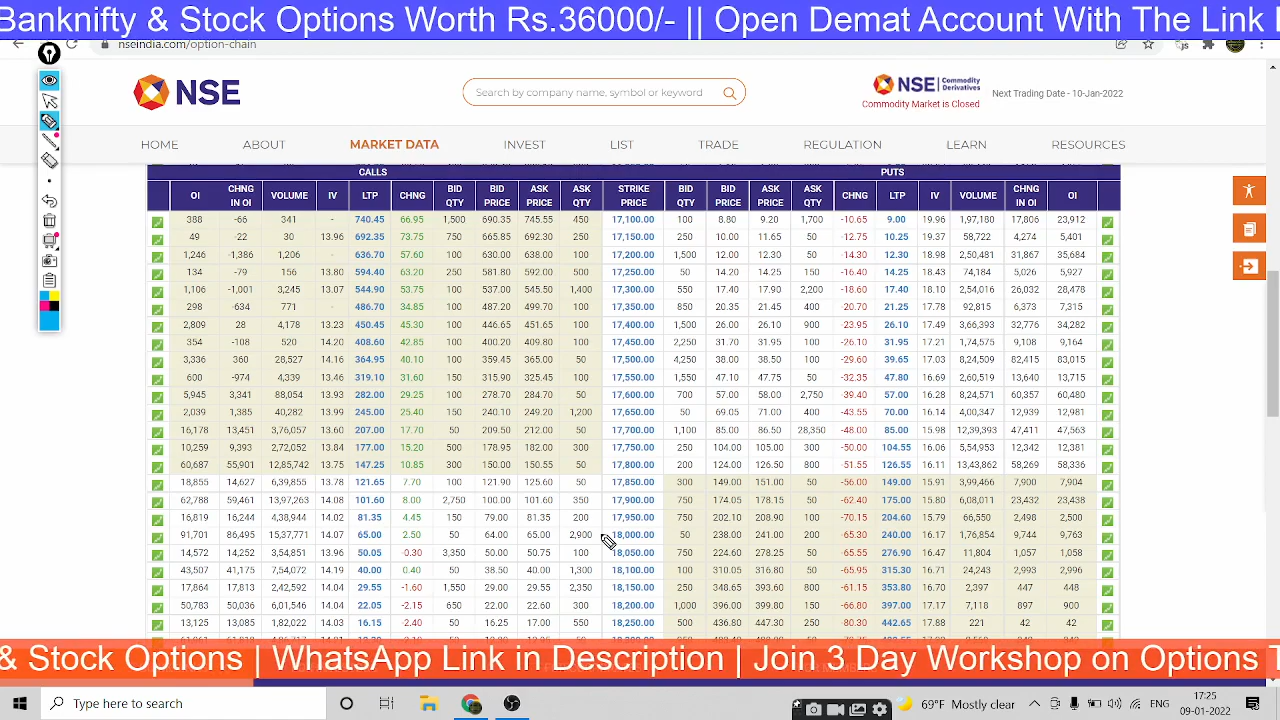 Banknifty & Stock Options Worth Rs.36000/- || Open Demat Account With The Link I
nseindia.com/option-chain
NSE
Search by company name, symbol or keyword
NSE | Commodity Derivatives
Commodity Market is Closed
Next Trading Date - 10-Jan-2022
HOME ABOUT MARKET DATA INVEST LIST TRADE REGULATION LEARN RESOURCES
CALLS PUTS
OI CHNG IN OI VOLUME IV LTP CHNG BID QTY BID PRICE ASK PRICE ASK QTY STRIKE PRICE BID QTY BID PRICE ASK PRICE ASK QTY CHNG LTP IV VOLUME CHNG IN OI OI
388 -66 341 - 740.45 66.95 1,500 690.35 745.55 450 17,100.00 100 8.80 9.20 1,700 -10.65 9.00 19.96 1,97,180 17,806 23,912
49 -22 30 13.96 692.35 73.75 750 665.85 692.35 250 17,150.00 250 10.00 11.65 50 -12.75 10.25 19.37 58,722 4,274 5,401
1,246 -1,386 1,206 - 636.70 57.60 100 630.00 638.00 100 17,200.00 1,500 12.00 12.30 50 -14.30 12.30 18.98 2,50,481 31,867 35,684
134 -79 156 13.80 594.40 63.20 250 581.80 592.00 500 17,250.00 50 14.20 14.25 150 -16.40 14.25 18.43 74,184 5,026 5,927
1,106 -1,001 3,245 13.07 544.90 53.75 100 537.00 545.20 1,400 17,300.00 550 17.40 17.90 2,200 -18.60 17.40 18.10 2,54,016 26,032 28,478
298 -634 771 - 486.70 34.85 100 487.20 499.70 100 17,350.00 850 20.35 21.45 400 -20.70 21.25 17.78 92,815 6,373 7,315
2,809 28 4,178 13.23 450.45 45.30 100 446.65 451.65 100 17,400.00 1,500 26.00 26.10 900 -23.95 26.10 17.49 3,66,393 32,776 34,282
354 -108 520 14.20 408.60 42.85 100 400.20 409.80 100 17,450.00 2,250 31.70 31.95 100 -26.10 31.95 17.21 1,74,575 9,108 9,164
3,336 360 28,527 14.16 364.95 40.10 100 359.45 365.00 50 17,500.00 4,250 38.00 38.50 100 -29.60 39.65 17.03 8,24,509 82,415 83,015
600 -974 4,339 13.46 319.10 31.60 150 315.90 325.45 100 17,550.00 1,550 47.10 47.75 50 -32.35 47.80 16.69 2,60,519 13,640 13,715
5,945 3,341 88,054 13.93 282.00 29.25 100 278.70 284.70 50 17,600.00 700 57.00 58.00 2,750 -39.40 57.00 16.28 8,24,571 60,357 60,480
2,039 1,385 40,282 13.99 245.00 25.40 150 240.10 249.20 1,200 17,650.00 50 69.05 71.00 400 -43.55 70.00 16.14 4,00,347 12,939 12,981
16,178 13,451 3,76,057 13.60 207.00 17.70 50 209.50 212.00 50 17,700.00 1,100 85.00 86.50 28,350 -48.00 85.00 15.98 12,39,393 47,411 47,563
10,259 9,393 2,72,052 13.84 177.00 15.20 500 178.95 182.00 300 17,750.00 250 104.00 105.00 300 -50.00 104.55 16.06 5,54,953 12,342 12,381
60,687 55,901 12,85,742 13.75 147.25 10.85 300 150.00 150.55 50 17,800.00 200 124.00 126.50 800 -51.55 126.55 16.11 13,43,862 58,269 58,336
18,855 14,627 6,39,855 13.78 121.65 7.70 50 121.90 125.60 50 17,850.00 300 149.00 151.00 50 -56.00 149.00 15.91 3,99,466 7,900 7,904
62,788 59,461 13,97,263 14.08 101.60 8.00 2,750 100.00 101.60 350 17,900.00 750 174.05 178.15 50 -62.40 175.00 15.80 6,08,011 23,432 23,438
16,819 16,244 4,38,944 14.02 81.35 4.45 150 79.00 81.35 200 17,950.00 750 202.10 208.90 100 -70.15 204.60 15.79 66,550 2,490 2,500
91,701 86,495 15,37,771 14.07 65.00 2.50 50 64.00 65.00 2,900 18,000.00 50 238.00 241.00 200 -65.30 240.00 16.17 1,76,854 9,744 9,763
14,572 14,252 3,54,851 13.96 50.05 -0.30 3,350 50.00 50.75 100 18,050.00 750 224.60 278.25 50 -65.55 276.90 16.47 11,804 1,057 1,058
43,507 41,175 7,54,072 14.19 40.00 0.40 50 38.50 40.00 1,300 18,100.00 100 310.05 316.80 50 -65.95 315.30 16.71 24,243 2,993 2,996
17,864 17,813 2,42,592 14.04 29.55 -1.60 1,550 29.00 29.55 2,350 18,150.00 250 348.65 393.60 800 -61.15 353.80 16.70 2,397 447 448
50,783 50,036 6,01,546 14.04 22.05 -2.15 650 22.00 22.60 300 18,200.00 1,000 396.00 399.80 150 -66.80 397.00 17.17 7,118 897 900
13,125 13,085 1,82,022 14.03 16.15 -2.40 50 16.25 17.00 550 18,250.00 500 436.80 447.30 250 -80.30 442.65 17.88 221 42 42
& Stock Options | WhatsApp Link in Description | Join 3 Day Workshop on Options T
Type here to search
69°F Mostly clear
17:25
09-01-2022